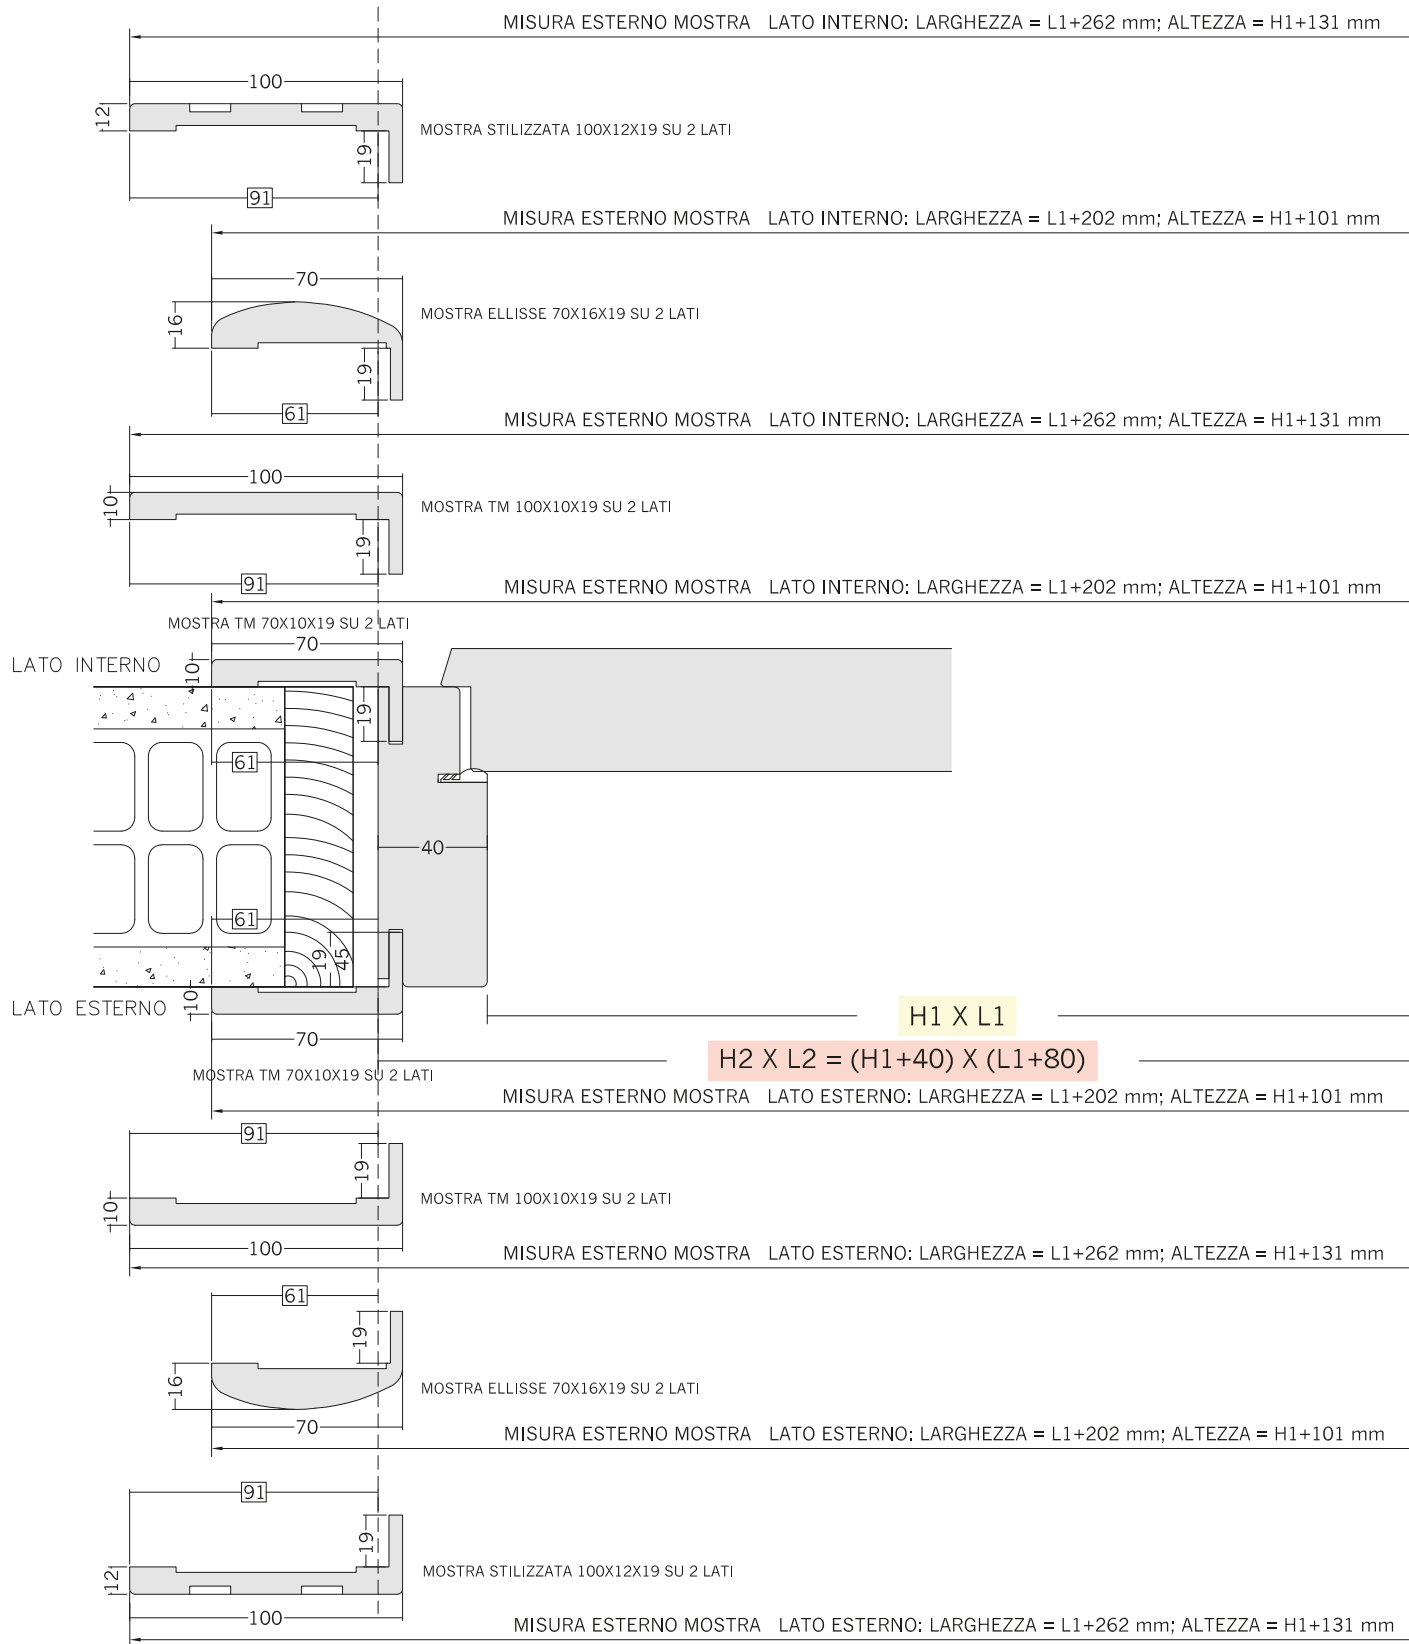 MISURA ESTERNO MOSTRA LATO INTERNO: LARGHEZZA = L1+262 mm; ALTEZZA = H1+131 mm
100
12
MOSTRA STILIZZATA 100X12X19 SU 2 LATI
19
91
MISURA ESTERNO MOSTRA LATO INTERNO: LARGHEZZA = L1+202 mm; ALTEZZA = H1+101 mm
70
16
MOSTRA ELLISSE 70X16X19 SU 2 LATI
19
61
MISURA ESTERNO MOSTRA LATO INTERNO: LARGHEZZA = L1+262 mm; ALTEZZA = H1+131 mm
100
10
MOSTRA TM 100X10X19 SU 2 LATI
19
91
MISURA ESTERNO MOSTRA LATO INTERNO: LARGHEZZA = L1+202 mm; ALTEZZA = H1+101 mm
MOSTRA TM 70X10X19 SU 2 LATI
70
LATO INTERNO
10
19
61
40
61
19
45
LATO ESTERNO
10
H1 X L1
70
H2 X L2 = (H1+40) X (L1+80)
MOSTRA TM 70X10X19 SU 2 LATI
MISURA ESTERNO MOSTRA LATO ESTERNO: LARGHEZZA = L1+202 mm; ALTEZZA = H1+101 mm
91
19
MOSTRA TM 100X10X19 SU 2 LATI
10
100
MISURA ESTERNO MOSTRA LATO ESTERNO: LARGHEZZA = L1+262 mm; ALTEZZA = H1+131 mm
61
19
16
MOSTRA ELLISSE 70X16X19 SU 2 LATI
70
MISURA ESTERNO MOSTRA LATO ESTERNO: LARGHEZZA = L1+202 mm; ALTEZZA = H1+101 mm
91
19
MOSTRA STILIZZATA 100X12X19 SU 2 LATI
12
100
MISURA ESTERNO MOSTRA LATO ESTERNO: LARGHEZZA = L1+262 mm; ALTEZZA = H1+131 mm